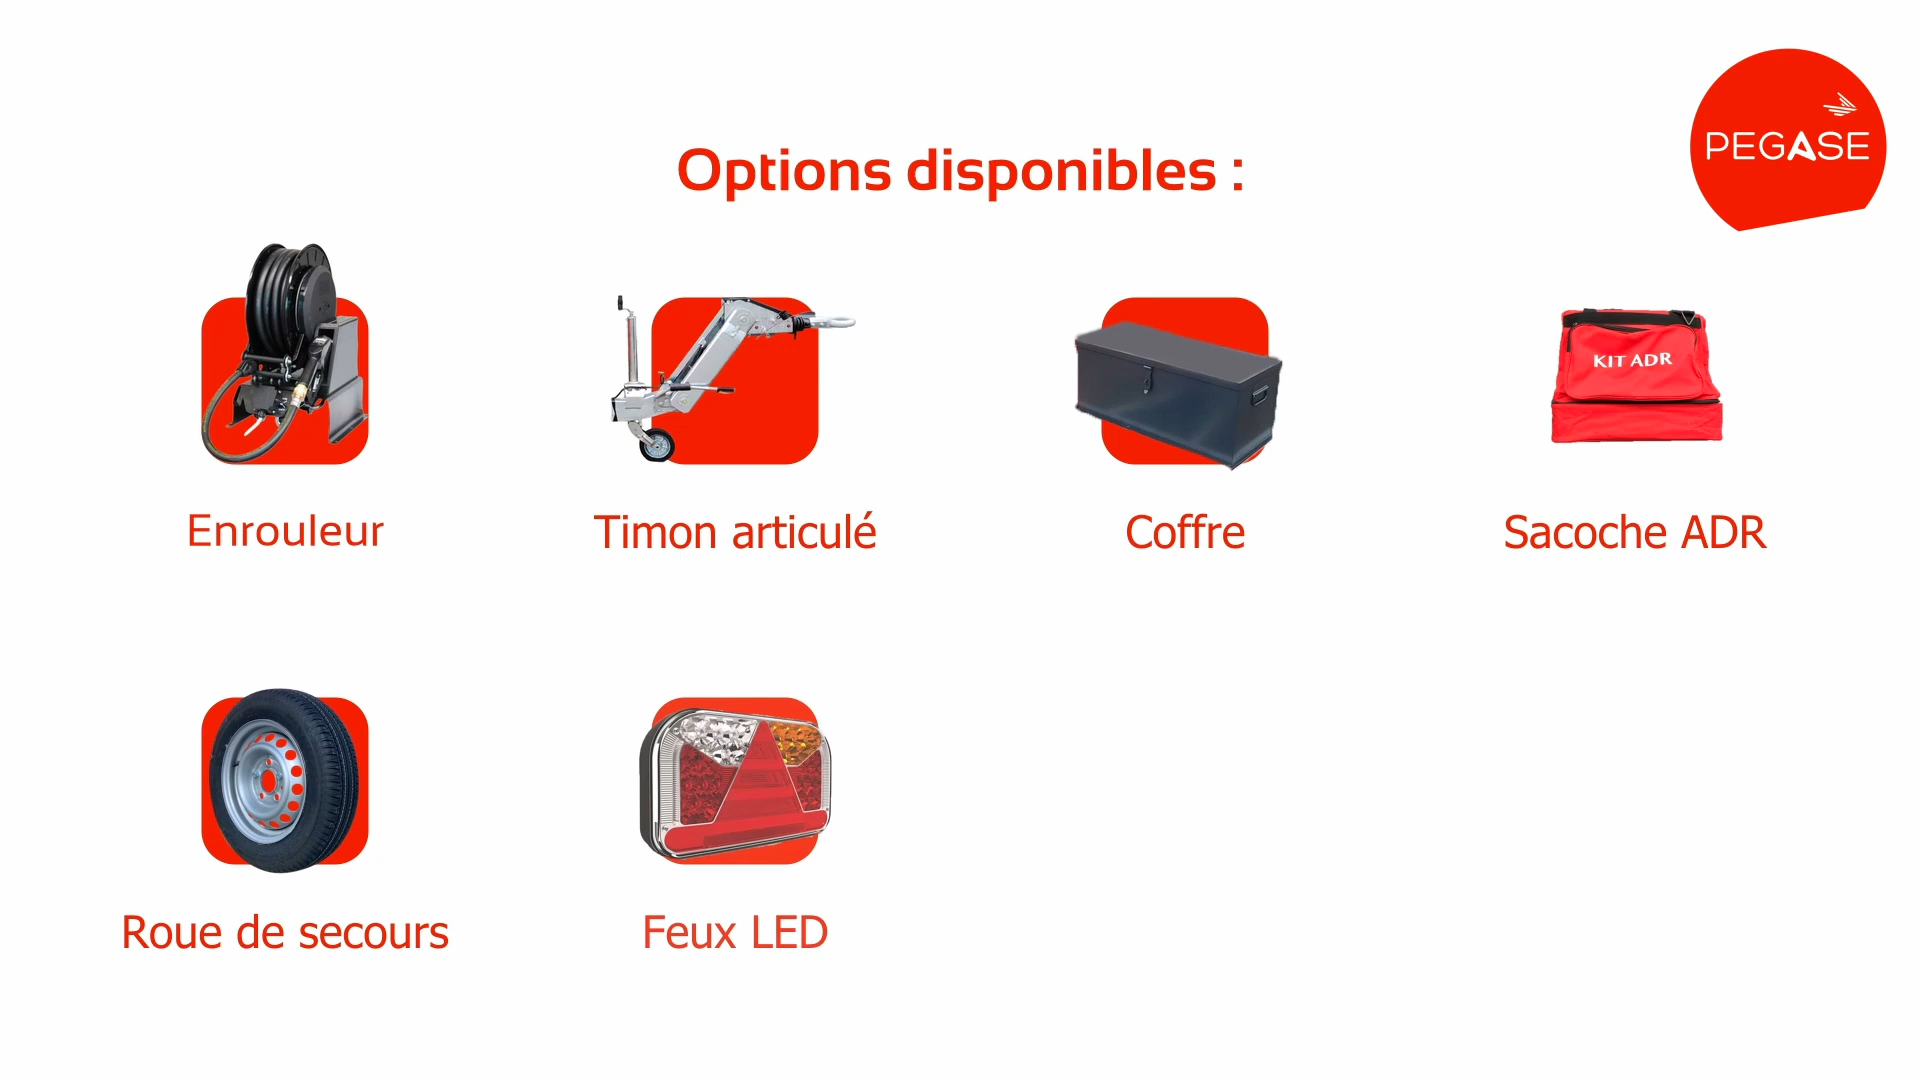 PEGASE
Options disponibles :
KIT ADR
Enrouleur
Timon articulé
Coffre
Sacoche ADR
Roue de secours
Feux LED